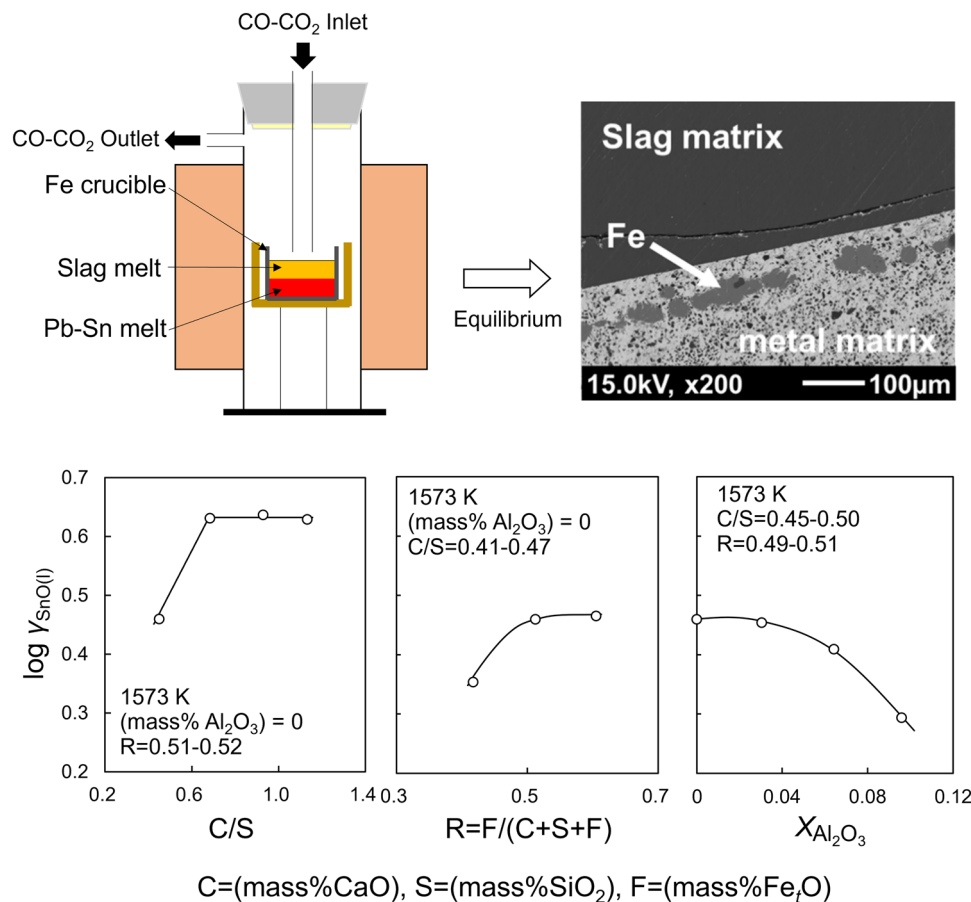 CO-CO₂ Inlet
CO-CO₂ Outlet
Fe crucible
Slag melt
Pb-Sn melt
Equilibrium
Slag matrix
Fe
metal matrix
15.0kV, x200 100μm
log γSnO(l)
0.7
0.6
0.5
0.4
0.3
0.2
1573 K
(mass% Al₂O₃) = 0
R=0.51-0.52
0.2 0.6 1.0 1.4
C/S
1573 K
(mass% Al₂O₃) = 0
C/S=0.41-0.47
0.3 0.5 0.7
R=F/(C+S+F)
1573 K
C/S=0.45-0.50
R=0.49-0.51
0 0.04 0.08 0.12
XAl₂O₃
C=(mass%CaO), S=(mass%SiO₂), F=(mass%FeₜO)